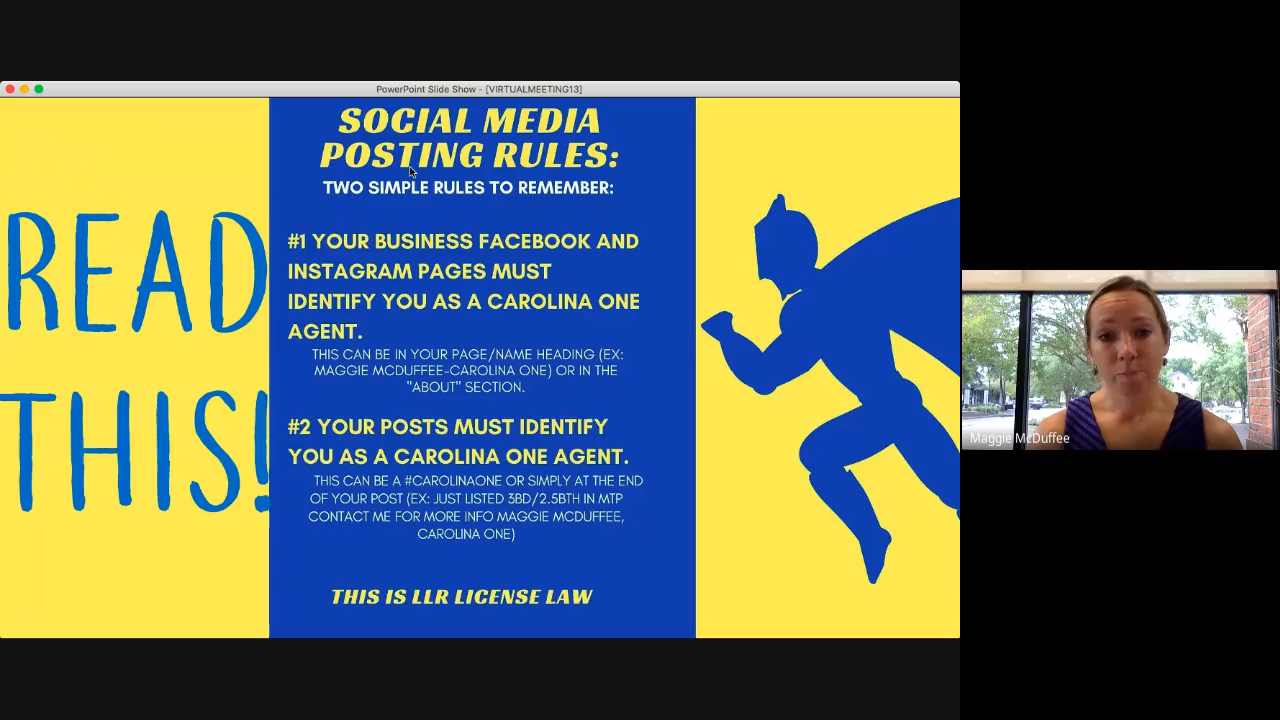 PowerPoint Slide Show - [VIRTUALMEETING13]
READ
THIS!
SOCIAL MEDIA
POSTING RULES:
TWO SIMPLE RULES TO REMEMBER:
#1 YOUR BUSINESS FACEBOOK AND
INSTAGRAM PAGES MUST
IDENTIFY YOU AS A CAROLINA ONE
AGENT.
THIS CAN BE IN YOUR PAGE/NAME HEADING (EX:
MAGGIE MCDUFFEE-CAROLINA ONE) OR IN THE
"ABOUT" SECTION.
#2 YOUR POSTS MUST IDENTIFY
YOU AS A CAROLINA ONE AGENT.
THIS CAN BE A #CAROLINAONE OR SIMPLY AT THE END
OF YOUR POST (EX: JUST LISTED 3BD/2.5BTH IN MTP
CONTACT ME FOR MORE INFO MAGGIE MCDUFFEE,
CAROLINA ONE)
THIS IS LLR LICENSE LAW
Maggie McDuffee